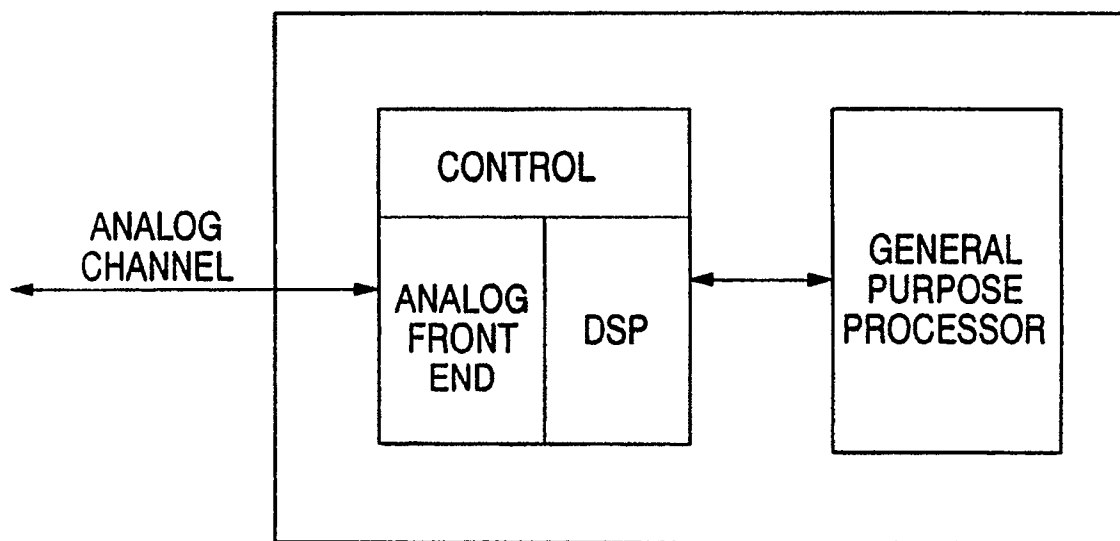 ANALOG
CHANNEL
CONTROL
ANALOG
FRONT
END
DSP
GENERAL
PURPOSE
PROCESSOR